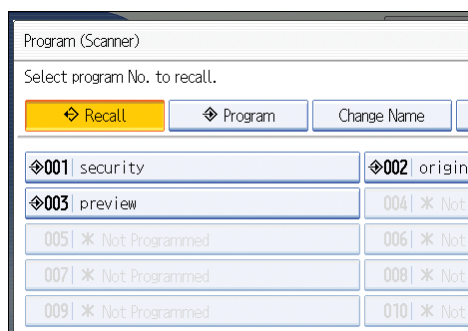 Program (Scanner)
Select program No. to recall.
Recall Program Change Name
001 security 002 origin
003 preview 004 * Not
005 * Not Programmed 006 * Not
007 * Not Programmed 008 * Not
009 * Not Programmed 010 * Not